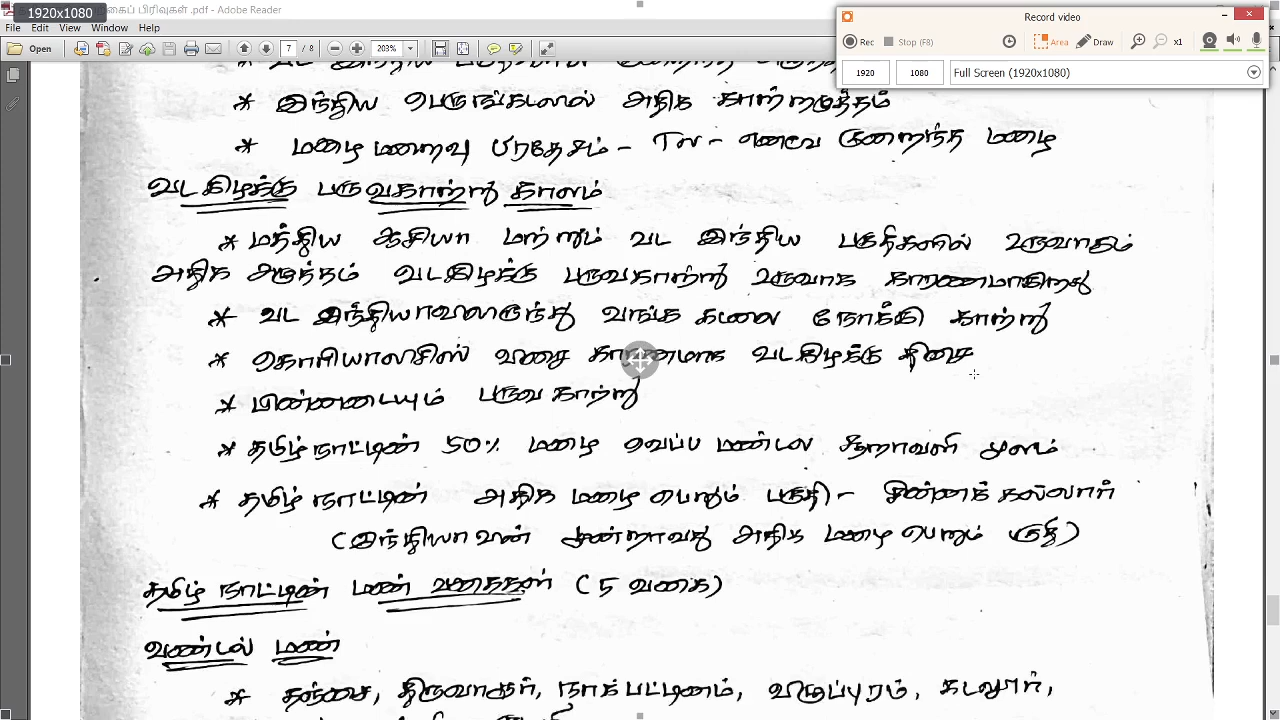 1920x1080
கைப் பிரிவுகள் .pdf - Adobe Reader
File Edit View Window Help
Open 7 / 8 203%
Record video
Rec Stop (F8) Area Draw x1
1920 1080 Full Screen (1920x1080)
* இந்திய பெருங்கடலில் அதிக காற்றழுத்தம்
* மழை மறைவு பிரதேசம் - TN - எனவே குறைந்த மழை
வடகிழக்கு பருவகாற்று காலம்
* மத்திய ஆசியா மற்றும் வட இந்திய பகுதிகளில் உருவாகும்
அதிக அழுத்தம் வடகிழக்கு பருவகாற்று உருவாக காரணமாகிறது
* வட இந்தியாவிலிருந்து வங்க கடலை நோக்கி காற்று
* கொரியாலிசிஸ் விசை காரணமாக வடகிழக்கு திசை
* பின்னடையும் பருவ காற்று
* தமிழ்நாட்டின் 50% மழை வெப்ப மண்டல சூறாவளி மூலம்
* தமிழ் நாட்டின் அதிக மழை பெறும் பகுதி - சின்னக் கல்லார்
(இந்தியாவின் மூன்றாவது அதிக மழை பெறும் பகுதி)
தமிழ் நாட்டின் மண் வகைகள் (5 வகை)
வண்டல் மண்
* தஞ்சை, திருவாரூர், நாகப்பட்டினம், விழுப்புரம், கடலூர்,